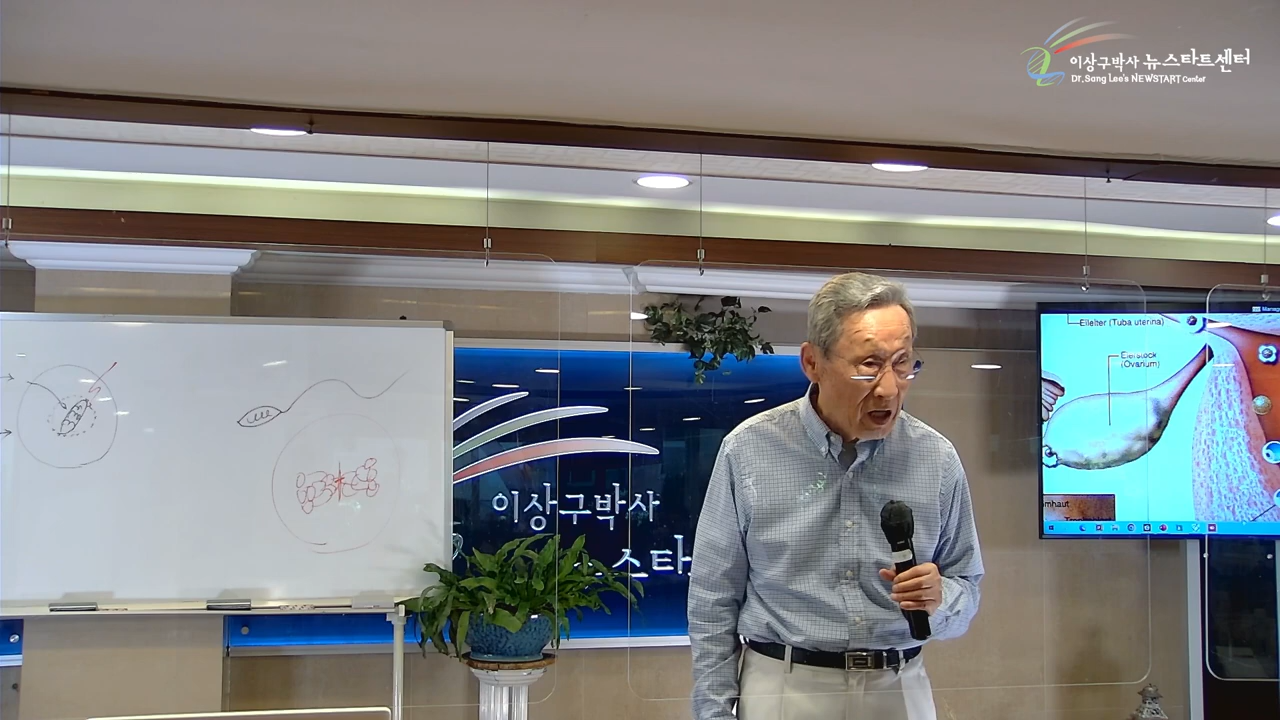 이상구박사 뉴스타트센터
Dr.Sang Lee's NEWSTART Center
Eileiter (Tuba uterina)
Eierstock
(Ovarium)
이상구박사
스타